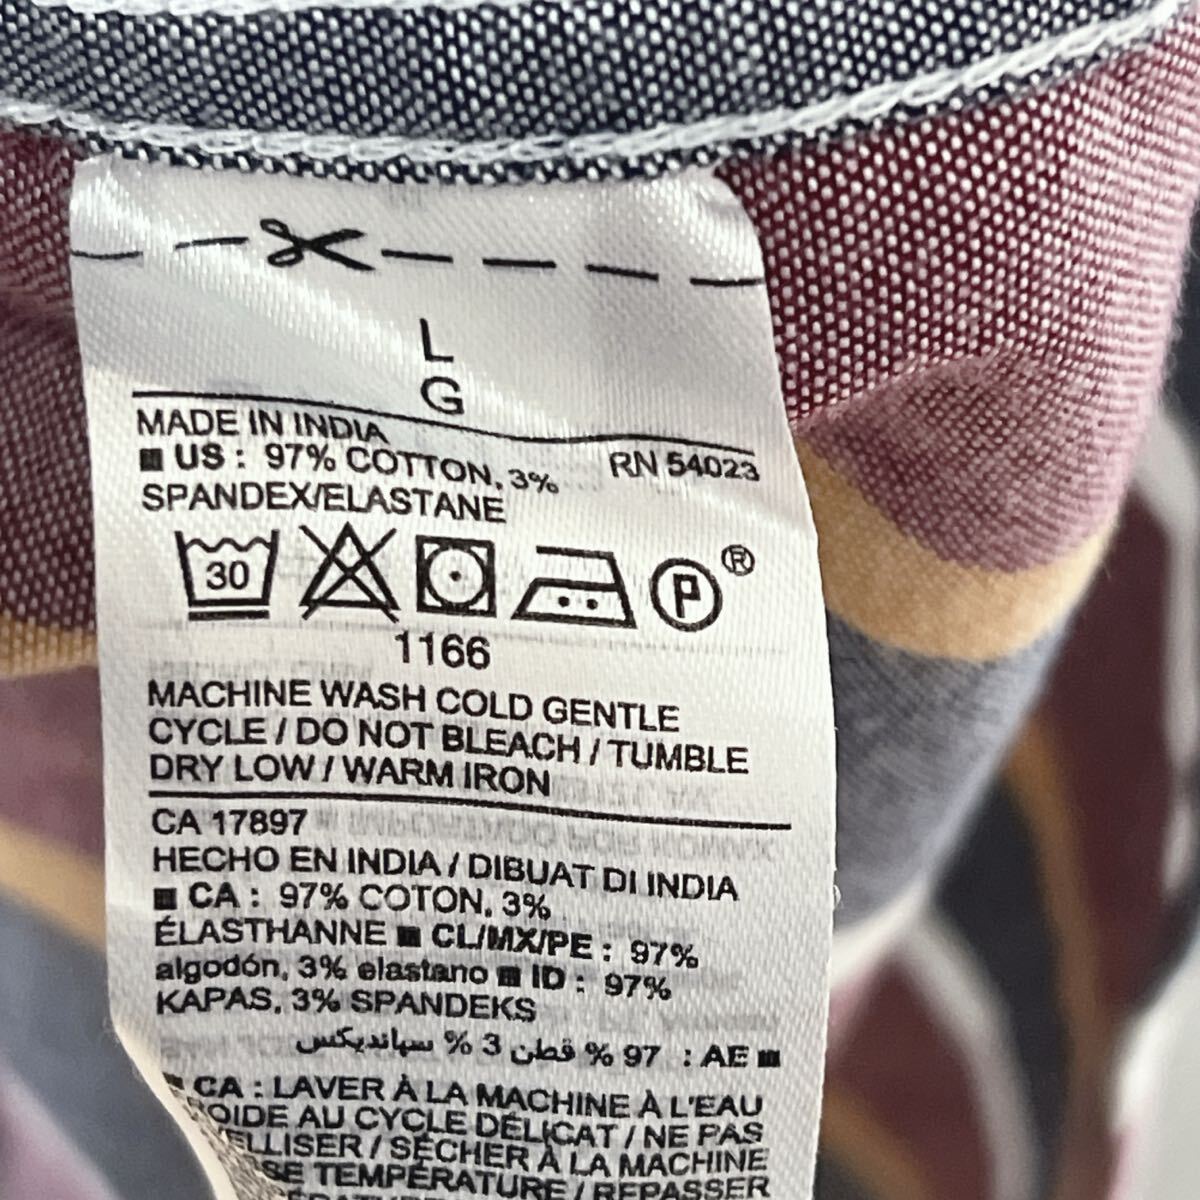 L
G
MADE IN INDIA
■ US : 97% COTTON, 3% RN 54023
SPANDEX/ELASTANE
30 P ®
1166
MACHINE WASH COLD GENTLE
CYCLE / DO NOT BLEACH / TUMBLE
DRY LOW / WARM IRON
CA 17897
HECHO EN INDIA / DIBUAT DI INDIA
■ CA : 97% COTON, 3%
ÉLASTHANNE ■ CL/MX/PE : 97%
algodón, 3% elastano ■ ID : 97%
KAPAS, 3% SPANDEKS
■ AE : 97 % قطن 3 % سباندیکس
■ CA : LAVER À LA MACHINE À L'EAU
AU CYCLE DÉLICAT / NE PAS
/ SÉCHER À LA MACHINE
TEMPÉRATURE / REPASSER